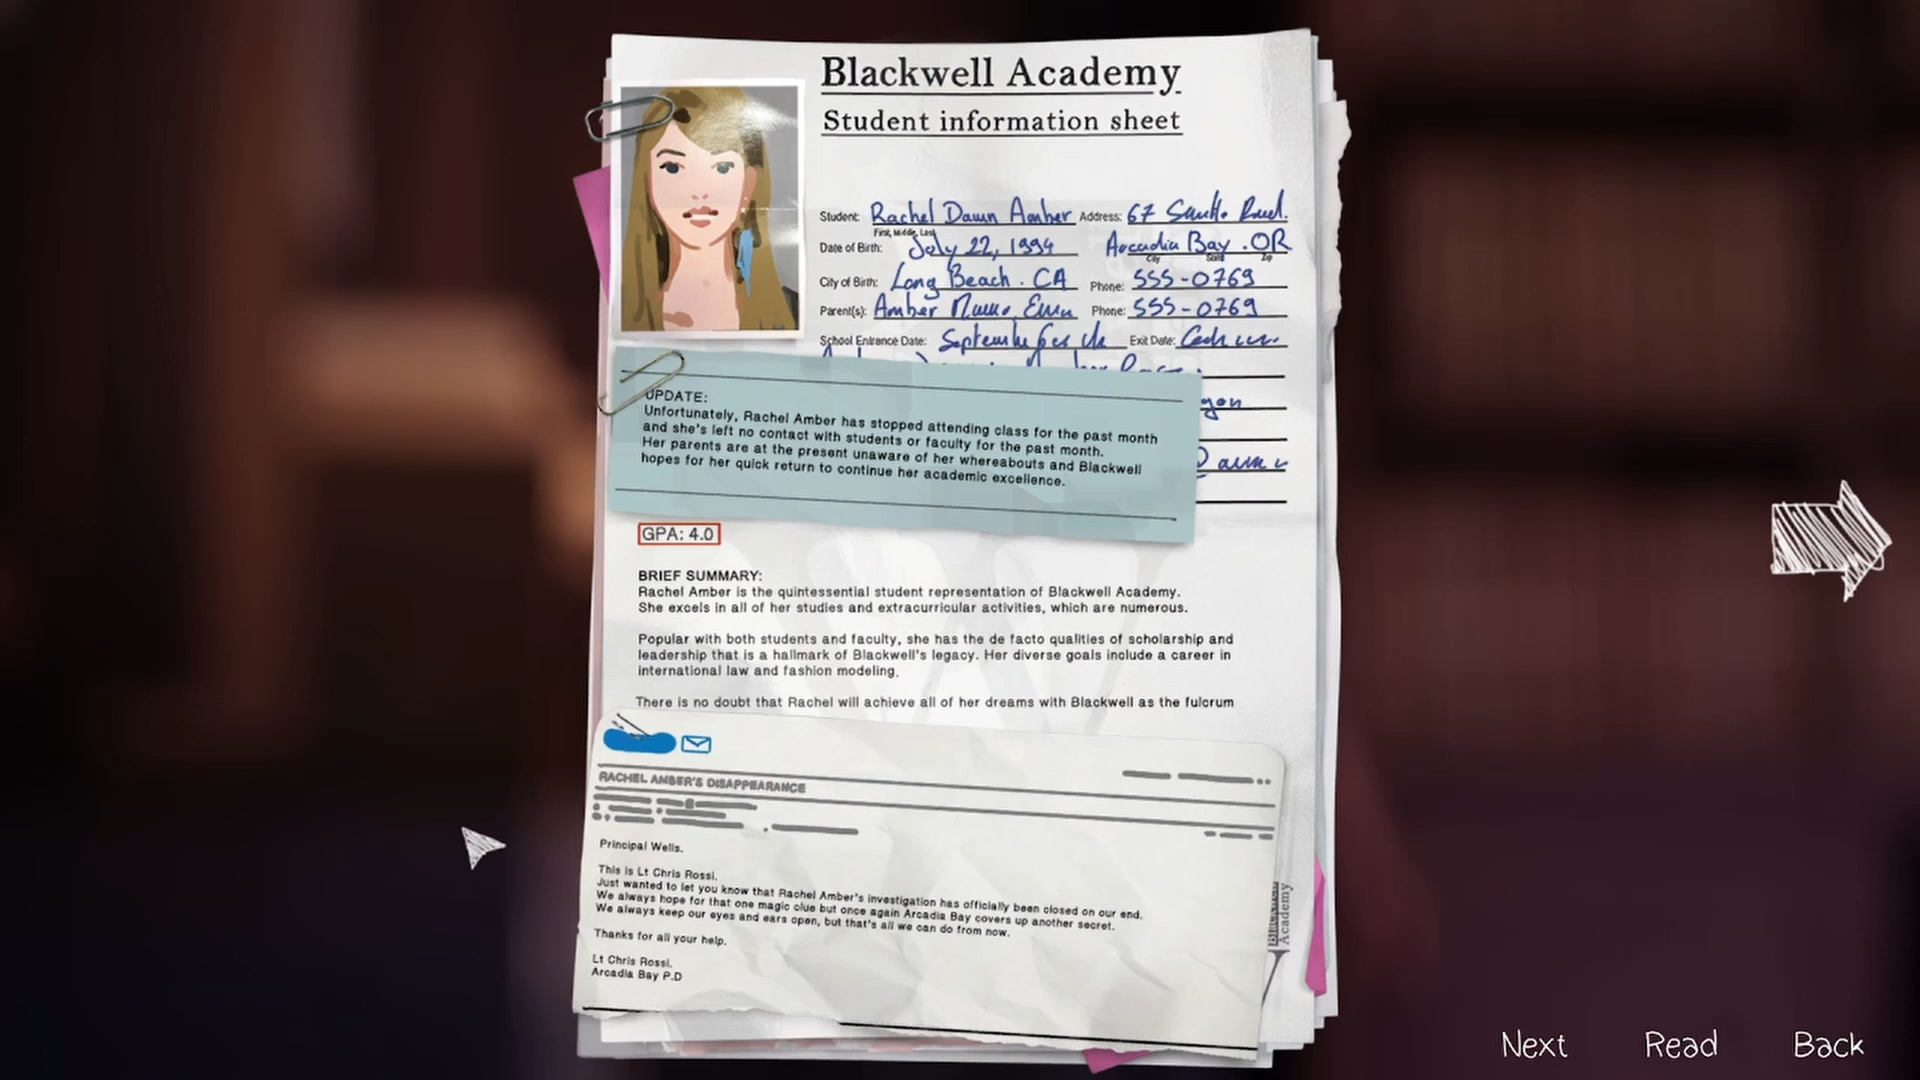 Blackwell Academy
Student information sheet
Student: Rachel Dawn Amber Address: 67
First, Middle, Last
Date of Birth: July 22, 1994 Arcadia Bay . OR
City State Zip
City of Birth: Long Beach . CA Phone: 555-0769
Parent(s): Amber Phone: 555-0769
School Entrance Date: Exit Date:
UPDATE:
Unfortunately, Rachel Amber has stopped attending class for the past month
and she's left no contact with students or faculty for the past month.
Her parents are at the present unaware of her whereabouts and Blackwell
hopes for her quick return to continue her academic excellence.
GPA: 4.0
BRIEF SUMMARY:
Rachel Amber is the quintessential student representation of Blackwell Academy.
She excels in all of her studies and extracurricular activities, which are numerous.
Popular with both students and faculty, she has the de facto qualities of scholarship and
leadership that is a hallmark of Blackwell's legacy. Her diverse goals include a career in
international law and fashion modeling.
There is no doubt that Rachel will achieve all of her dreams with Blackwell as the fulcrum
RACHEL AMBER'S DISAPPEARANCE
Principal Wells.
This is Lt Chris Rossi.
Just wanted to let you know that Rachel Amber's investigation has officially been closed on our end.
We always hope for that one magic clue but once again Arcadia Bay covers up another secret.
We always keep our eyes and ears open, but that's all we can do from now.
Thanks for all your help.
Lt Chris Rossi.
Arcadia Bay P.D
Academy
Next Read Back